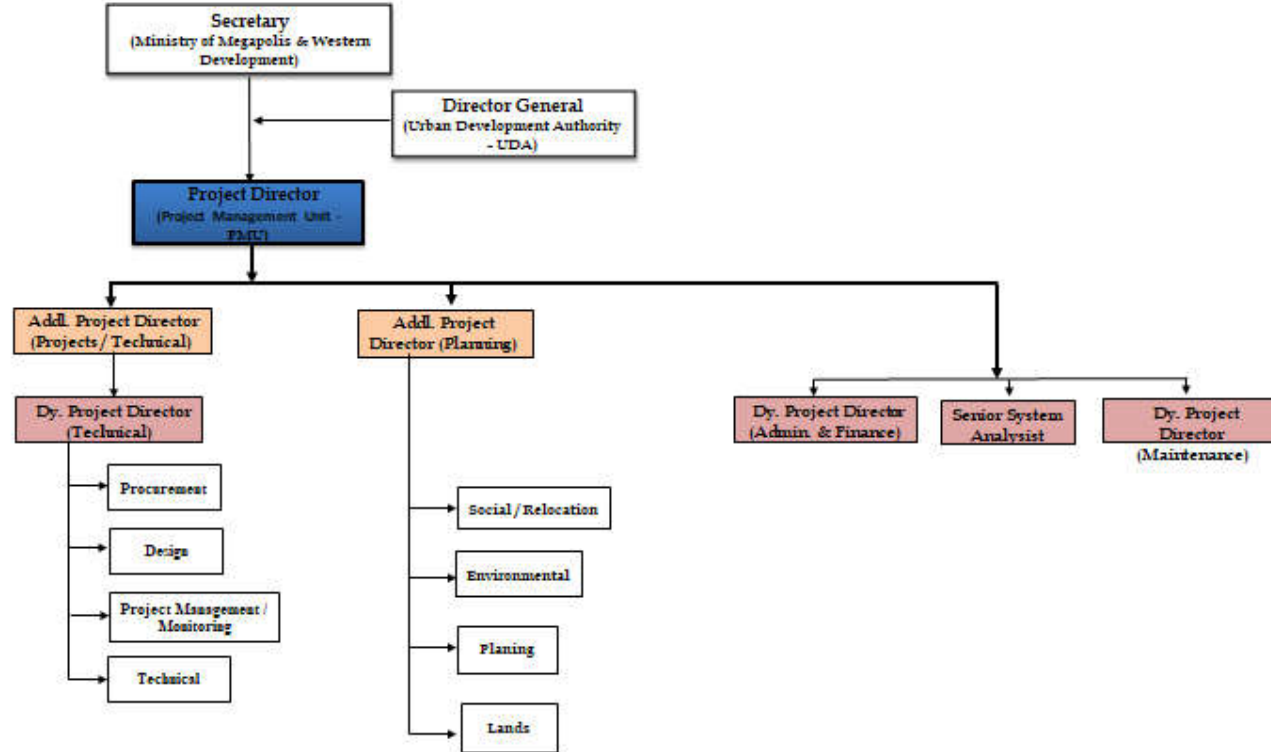 Secretary
(Ministry of Megapolis & Western
Development)
Director General
(Urban Development Authority
- UDA)
Project Director
(Project Management Unit -
PMU)
Addl. Project Director
(Projects / Technical)
Addl. Project
Director (Planning)
Dy. Project Director
(Technical)
Dy. Project Director
(Admin. & Finance)
Senior System
Analysist
Dy. Project
Director
(Maintenance)
Procurement
Design
Project Management /
Monitoring
Technical
Social / Relocation
Environmental
Planing
Lands